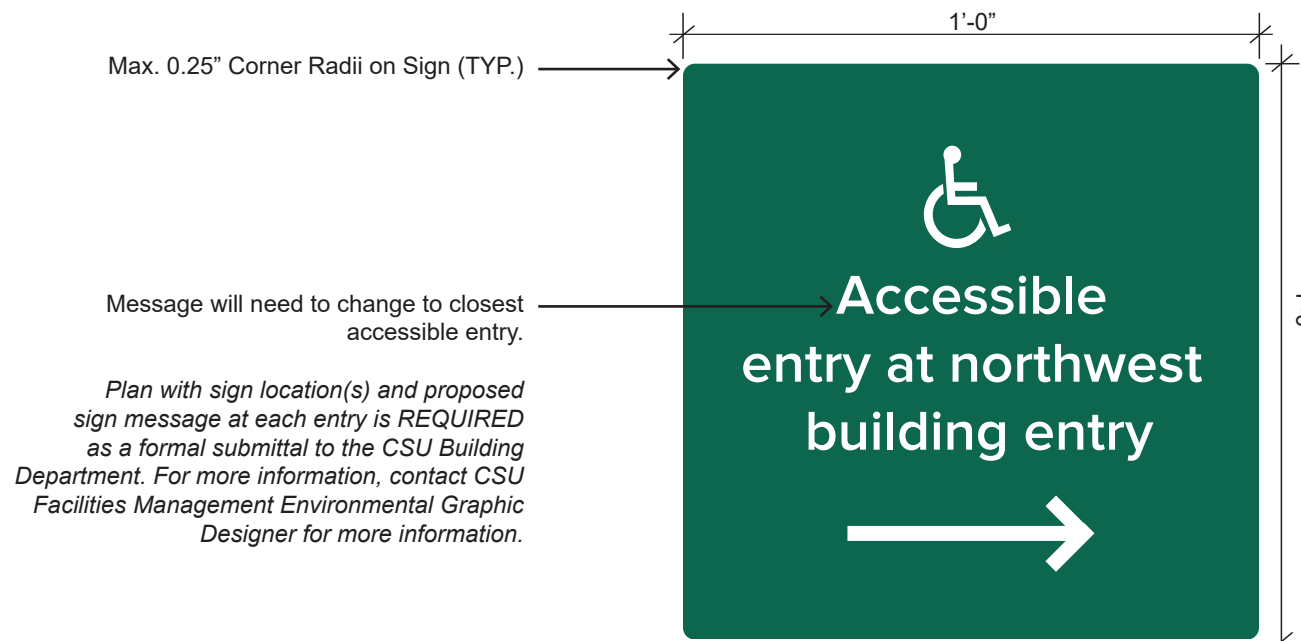 1’-0”
Max. 0.25” Corner Radii on Sign (TYP.)
Message will need to change to closest
accessible entry.
Plan with sign location(s) and proposed
sign message at each entry is REQUIRED
as a formal submittal to the CSU Building
Department. For more information, contact CSU
Facilities Management Environmental Graphic
Designer for more information.
Accessible
entry at northwest
building entry